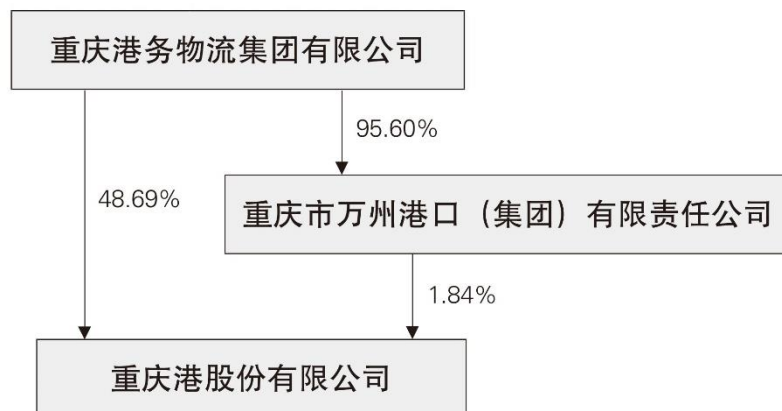 重庆港务物流集团有限公司
95.60%
48.69%
重庆市万州港口（集团）有限责任公司
1.84%
重庆港股份有限公司